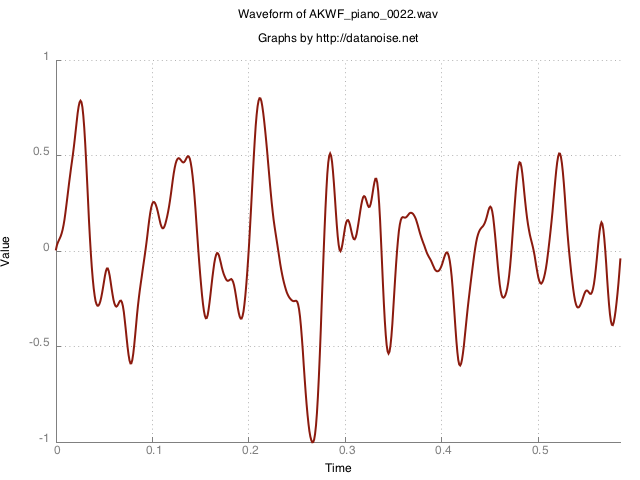 Waveform of AKWF_piano_0022.wav
Graphs by http://datanoise.net
1
0.5
0
-0.5
-1
Value
0 0.1 0.2 0.3 0.4 0.5
Time